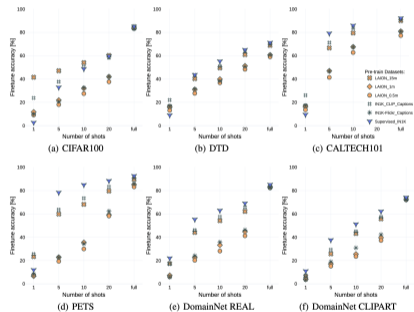 100
80
60
40
20
0
Finetune accuracy [%]
1 5 10 20 Full
Number of shots
(a) CIFAR100
100
80
60
40
20
0
Finetune accuracy [%]
1 5 10 20 Full
Number of shots
(b) DTD
100
80
60
40
20
0
Finetune accuracy [%]
Pre-train Datasets:
LAION_15m
LAION_1m
LAION_0.5m
IN1K_CLIP_Captions
IN1K-Flickr_Captions
Supervised_IN1K
1 5 10 20 Full
Number of shots
(c) CALTECH101
100
80
60
40
20
0
Finetune accuracy [%]
1 5 10 20 Full
Number of shots
(d) PETS
100
80
60
40
20
0
Finetune accuracy [%]
1 5 10 20 Full
Number of shots
(e) DomainNet REAL
100
80
60
40
20
0
Finetune accuracy [%]
1 5 10 20 Full
Number of shots
(f) DomainNet CLIPART